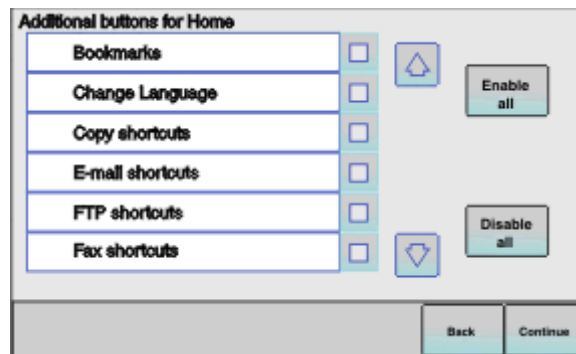 Additional buttons for Home
Bookmarks
Change Language
Copy shortcuts
E-mail shortcuts
FTP shortcuts
Fax shortcuts
Enable
all
Disable
all
Back
Continue